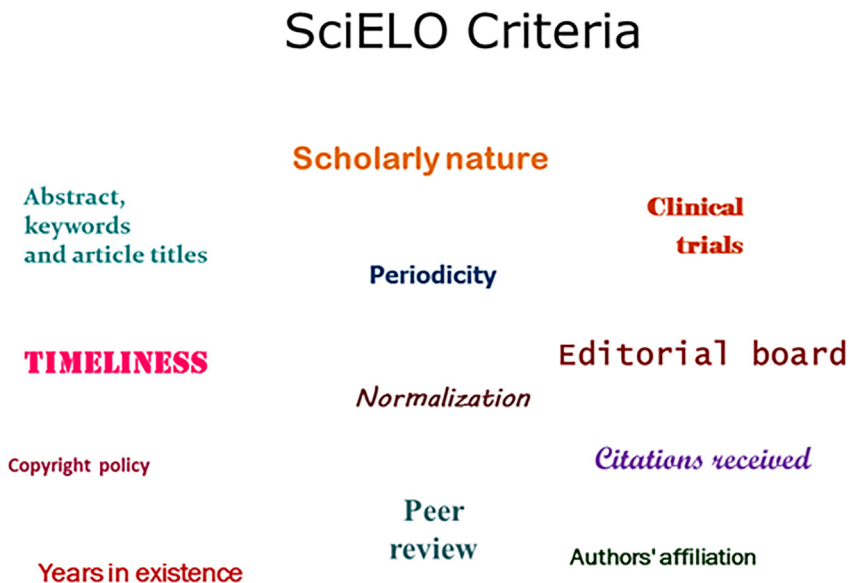 SciELO Criteria
Scholarly nature
Abstract,
keywords
and article titles
Clinical
trials
Periodicity
TIMELINESS
Editorial board
Normalization
Copyright policy
Citations received
Peer
review
Authors' affiliation
Years in existence